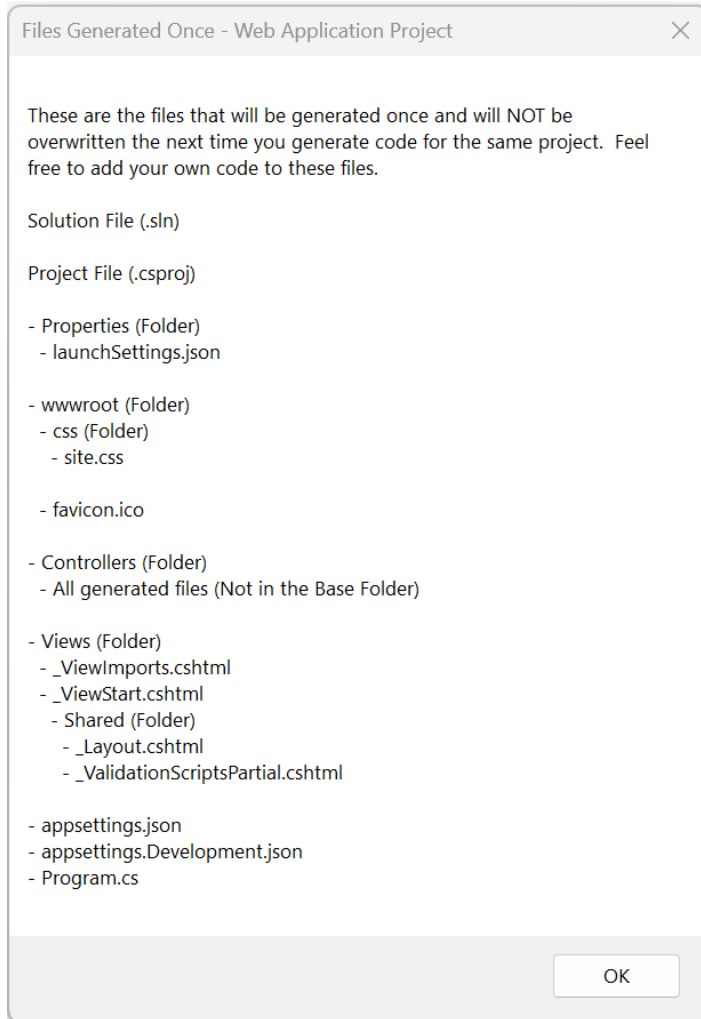 Files Generated Once - Web Application Project
These are the files that will be generated once and will NOT be
overwritten the next time you generate code for the same project.  Feel
free to add your own code to these files.
Solution File (.sln)
Project File (.csproj)
- Properties (Folder)
- launchSettings.json
- wwwroot (Folder)
- css (Folder)
- site.css
- favicon.ico
- Controllers (Folder)
- All generated files (Not in the Base Folder)
- Views (Folder)
- _ViewImports.cshtml
- _ViewStart.cshtml
- Shared (Folder)
- _Layout.cshtml
- _ValidationScriptsPartial.cshtml
- appsettings.json
- appsettings.Development.json
- Program.cs
OK